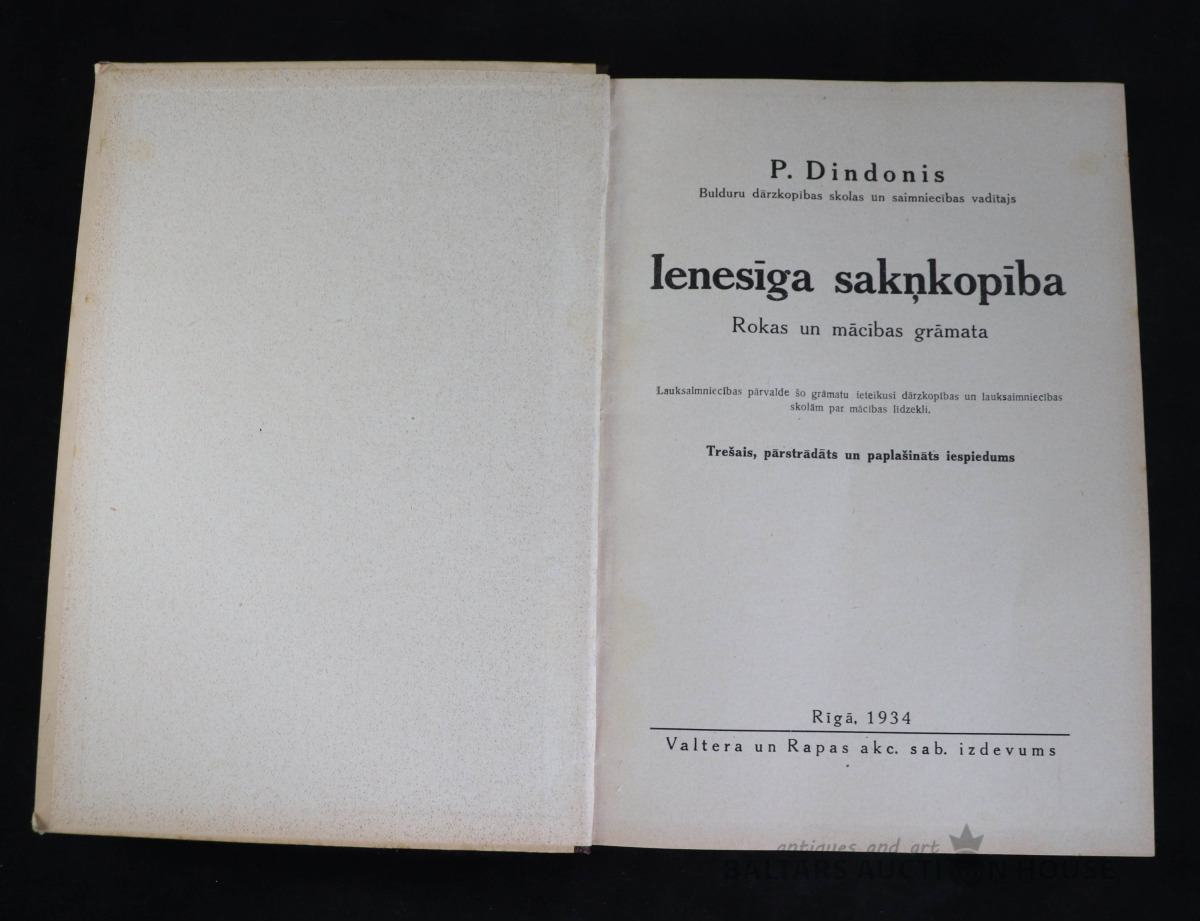 P. Dindonis
Bulduru dārzkopības skolas un saimniecības vadītajs
Ienesīga sakņkopība
Rokas un mācības grāmata
Lauksaimniecības pārvalde šo grāmatu ieteikusi dārzkopības un lauksaimniecības
skolām par mācības līdzekli.
Trešais, pārstrādāts un paplašināts iespiedums
Rīgā, 1934
Valtera un Rapas akc. sab. izdevums
antiques and art
BALTARS AUCTION HOUSE